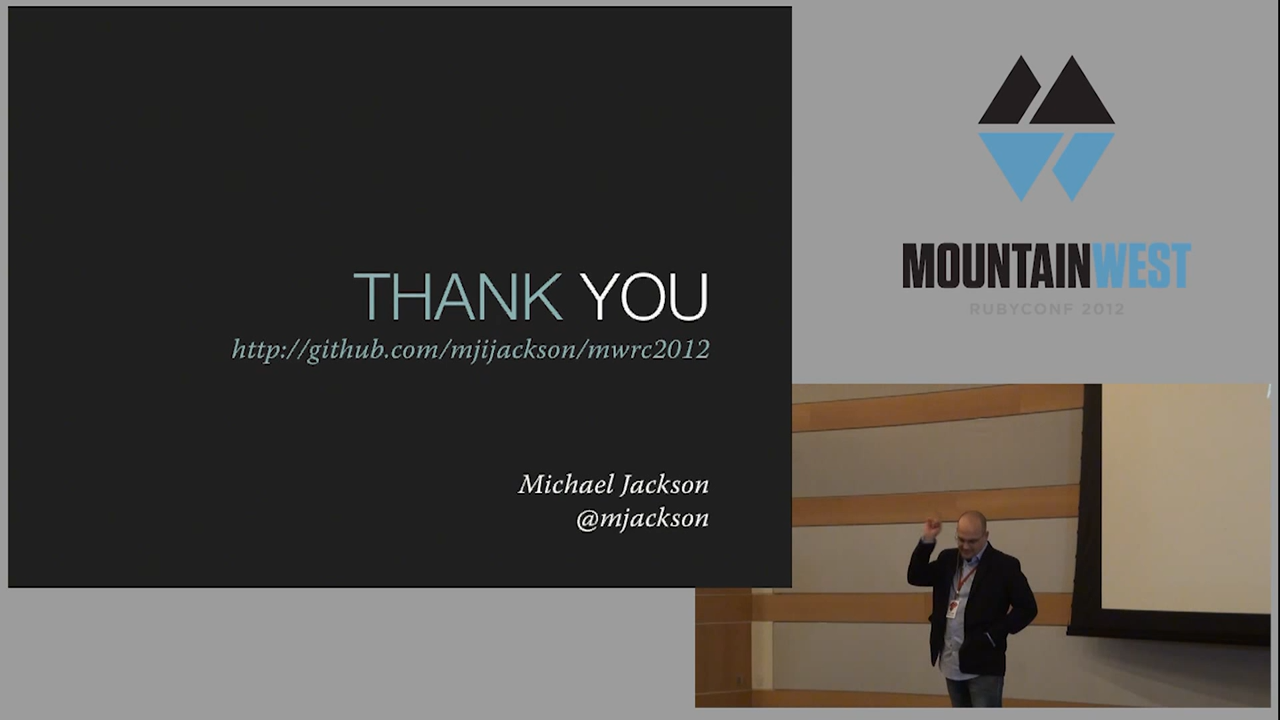 THANK YOU
http://github.com/mjijackson/mwrc2012
Michael Jackson
@mjackson
MOUNTAINWEST
RUBYCONF 2012